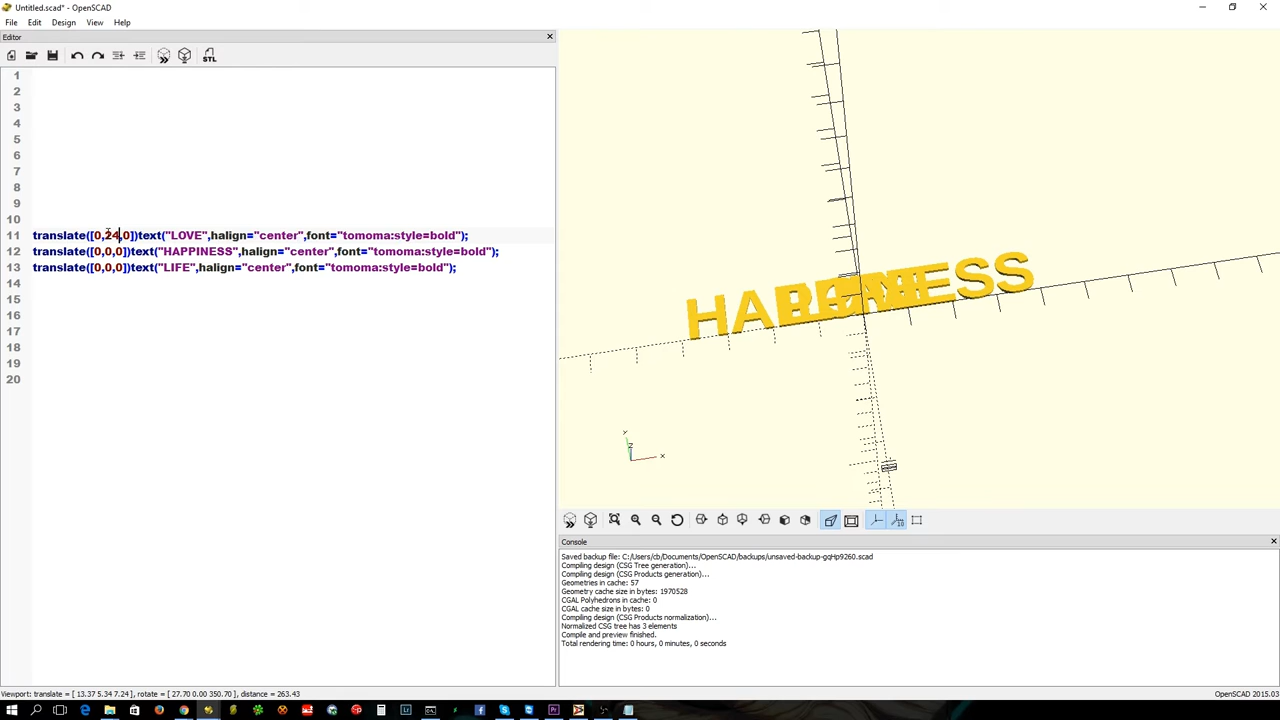 Untitled.scad* - OpenSCAD
File Edit Design View Help
Editor
STL
1
2
3
4
5
6
7
8
9
10
11 translate([0,24,0])text("LOVE",halign="center",font="tomoma:style=bold");
12 translate([0,0,0])text("HAPPINESS",halign="center",font="tomoma:style=bold");
13 translate([0,0,0])text("LIFE",halign="center",font="tomoma:style=bold");
14
15
16
17
18
19
20
Y
Z
X
Console
Saved backup file: C:/Users/cb/Documents/OpenSCAD/backups/unsaved-backup-gqHp9260.scad
Compiling design (CSG Tree generation)...
Compiling design (CSG Products generation)...
Geometries in cache: 57
Geometry cache size in bytes: 1970528
CGAL Polyhedrons in cache: 0
CGAL cache size in bytes: 0
Compiling design (CSG Products normalization)...
Normalized CSG tree has 3 elements
Compile and preview finished.
Total rendering time: 0 hours, 0 minutes, 0 seconds
Viewport: translate = [ 13.37 5.34 7.24 ], rotate = [ 27.70 0.00 350.70 ], distance = 263.43
OpenSCAD 2015.03